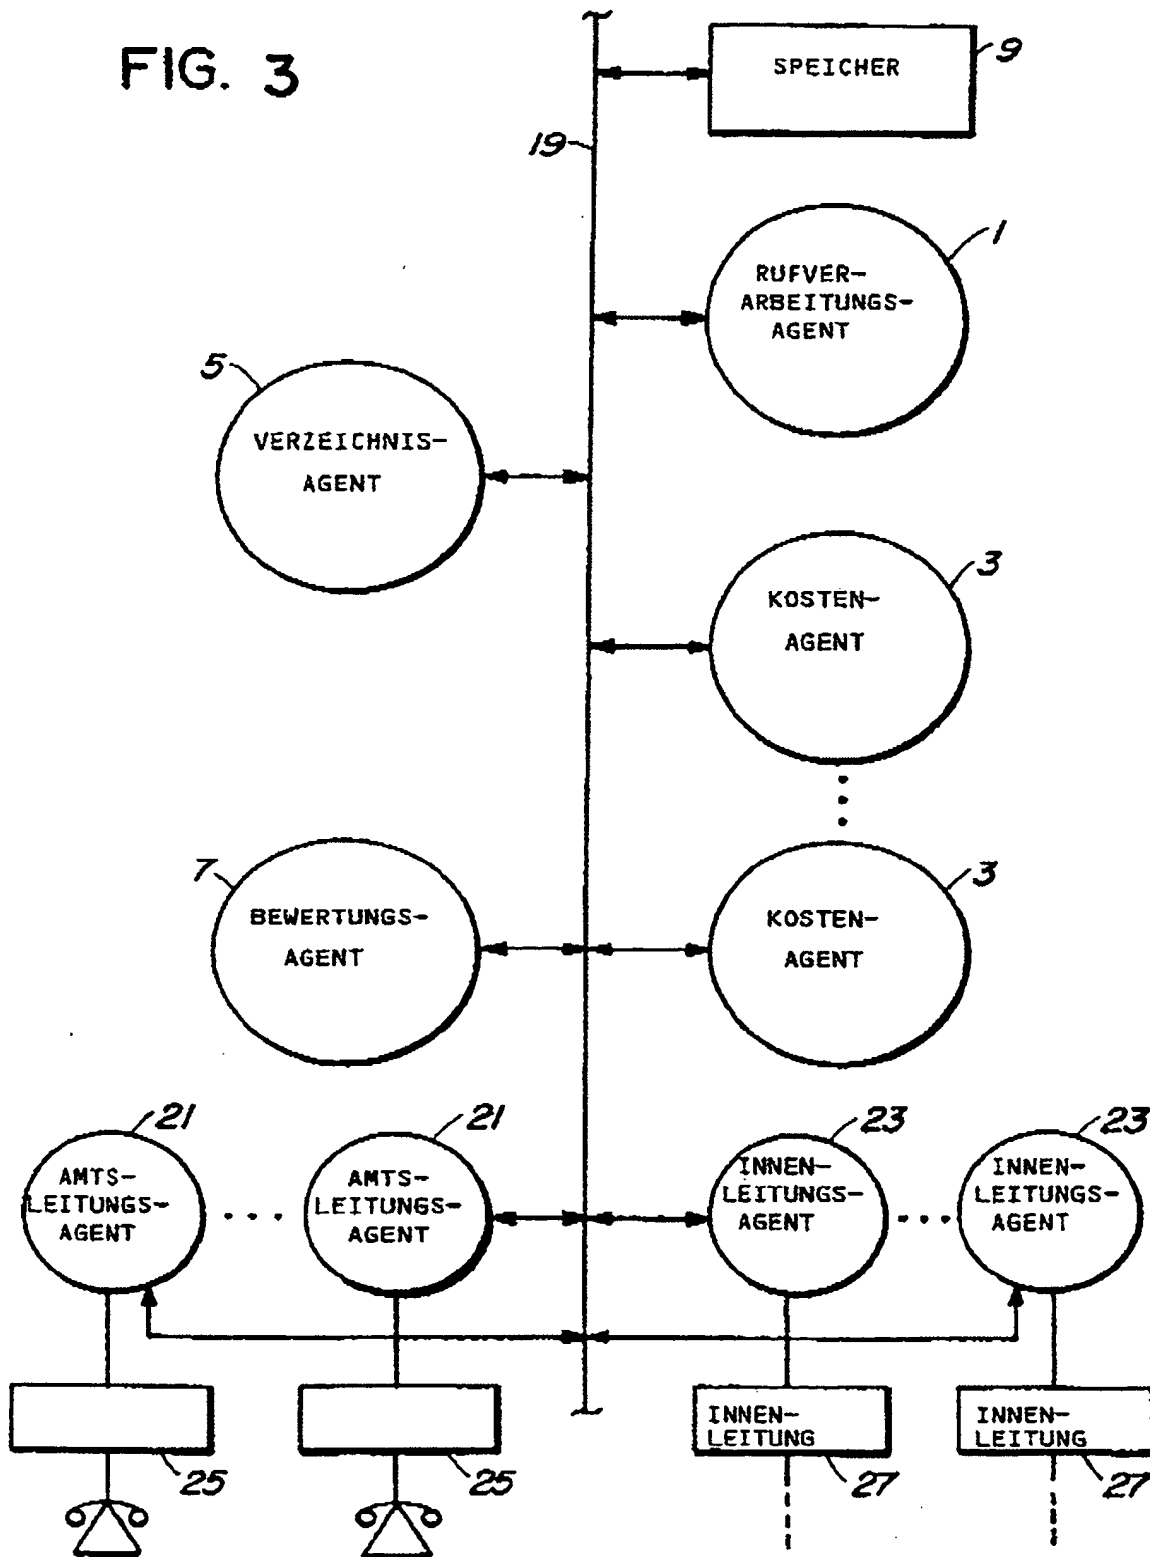 FIG. 3
SPEICHER
9
19
RUFVER-
ARBEITUNGS-
AGENT
1
5
VERZEICHNIS-
AGENT
KOSTEN-
AGENT
3
7
BEWERTUNGS-
AGENT
KOSTEN-
AGENT
3
21
AMTS-
LEITUNGS-
AGENT
21
AMTS-
LEITUNGS-
AGENT
23
INNEN-
LEITUNGS-
AGENT
23
INNEN-
LEITUNGS-
AGENT
25
25
INNEN-
LEITUNG
27
INNEN-
LEITUNG
27